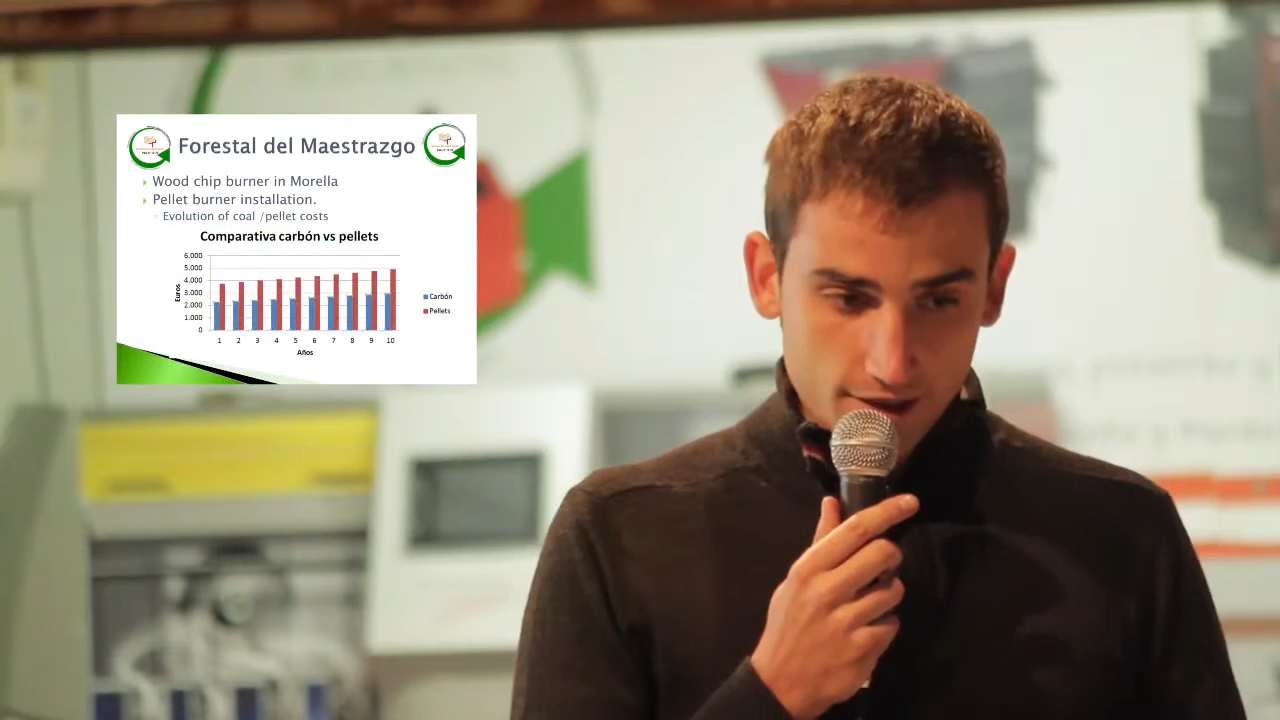 Forestal del Maestrazgo
Wood chip burner in Morella
Pellet burner installation.
Evolution of coal /pellet costs
Comparativa carbón vs pellets
6.000
5.000
4.000
3.000
2.000
1.000
0
Euros
1 2 3 4 5 6 7 8 9 10
Años
Carbón
Pellets